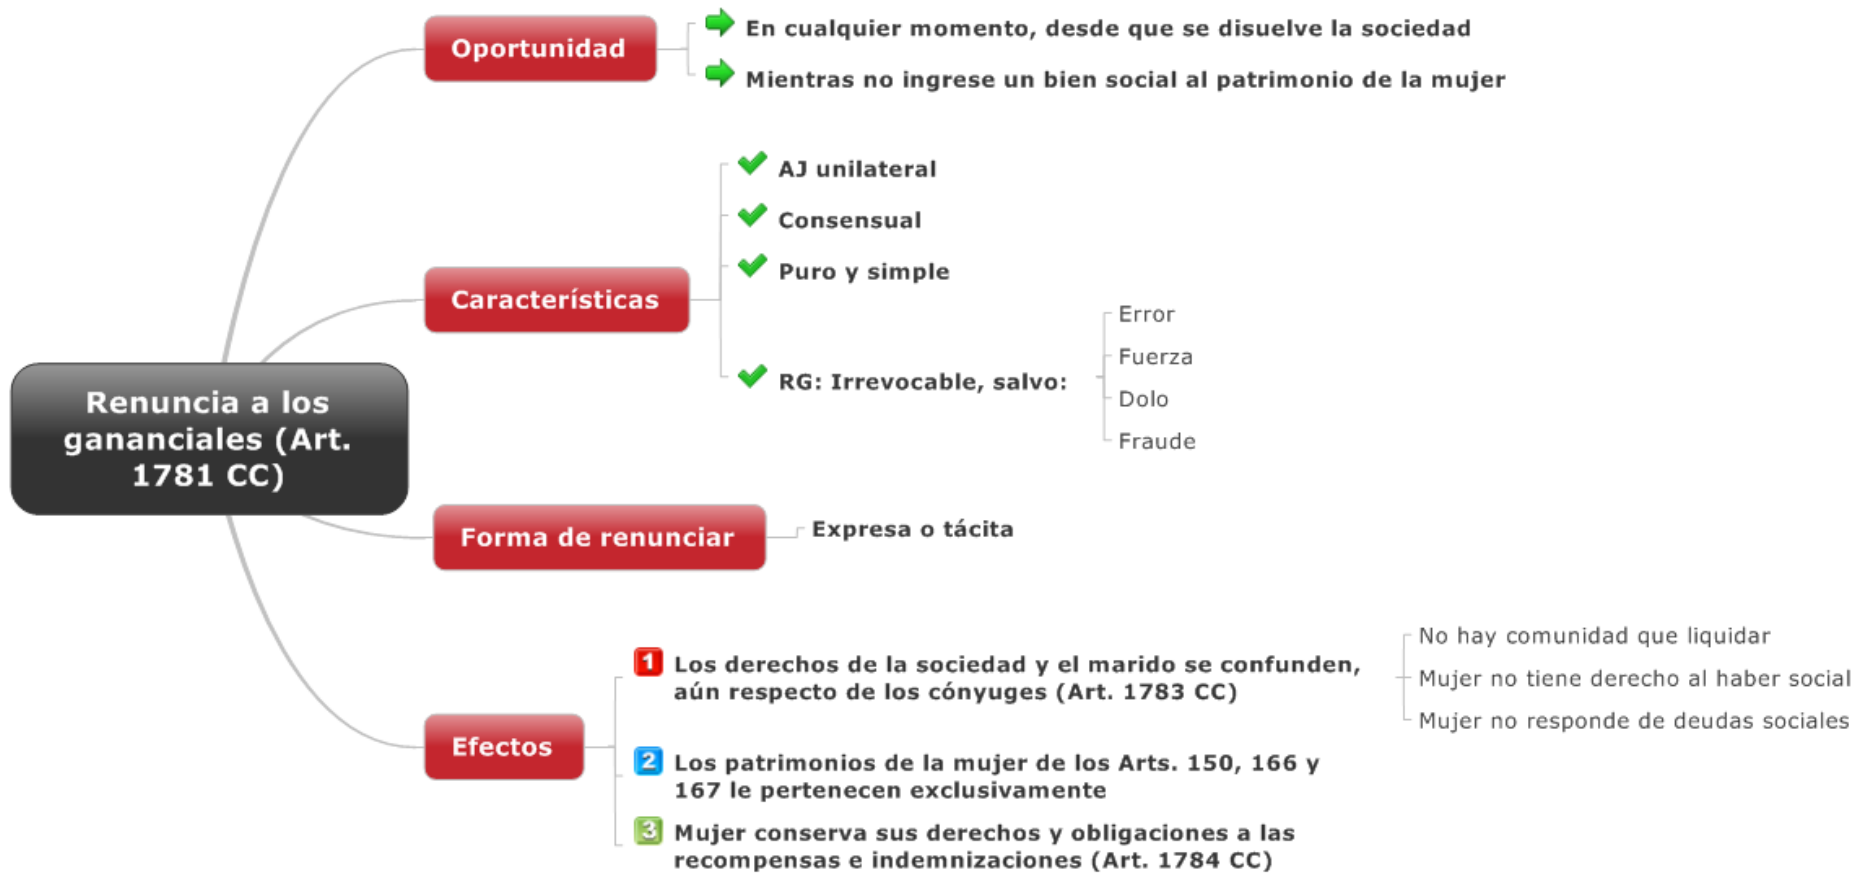 Renuncia a los
gananciales (Art.
1781 CC)
Oportunidad
En cualquier momento, desde que se disuelve la sociedad
Mientras no ingrese un bien social al patrimonio de la mujer
Características
AJ unilateral
Consensual
Puro y simple
RG: Irrevocable, salvo:
Error
Fuerza
Dolo
Fraude
Forma de renunciar
Expresa o tácita
Efectos
1 Los derechos de la sociedad y el marido se confunden,
aún respecto de los cónyuges (Art. 1783 CC)
No hay comunidad que liquidar
Mujer no tiene derecho al haber social
Mujer no responde de deudas sociales
2 Los patrimonios de la mujer de los Arts. 150, 166 y
167 le pertenecen exclusivamente
3 Mujer conserva sus derechos y obligaciones a las
recompensas e indemnizaciones (Art. 1784 CC)